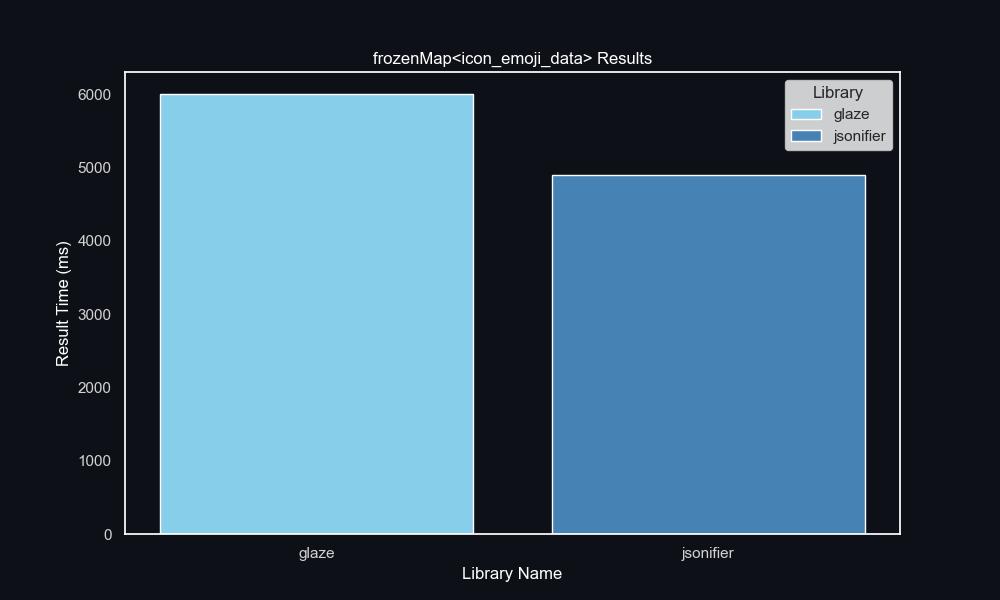 frozenMap<icon_emoji_data> Results
Library
glaze
jsonifier
6000
5000
4000
3000
2000
1000
0
Result Time (ms)
glaze
jsonifier
Library Name